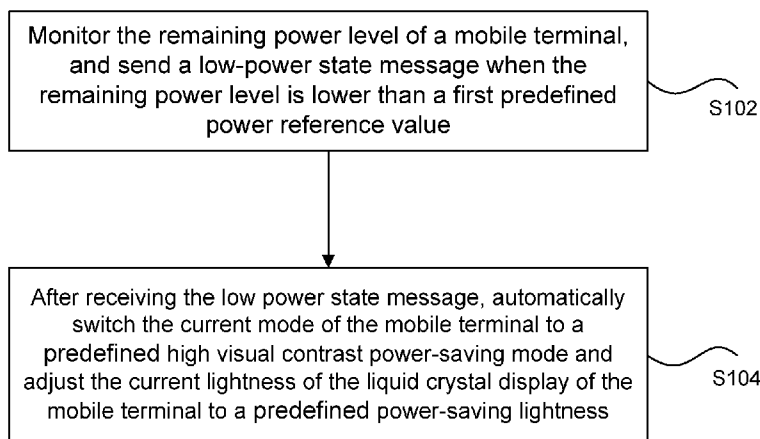 Monitor the remaining power level of a mobile terminal,
and send a low-power state message when the
remaining power level is lower than a first predefined
power reference value
S102
After receiving the low power state message, automatically
switch the current mode of the mobile terminal to a
predefined high visual contrast power-saving mode and
adjust the current lightness of the liquid crystal display of the
mobile terminal to a predefined power-saving lightness
S104